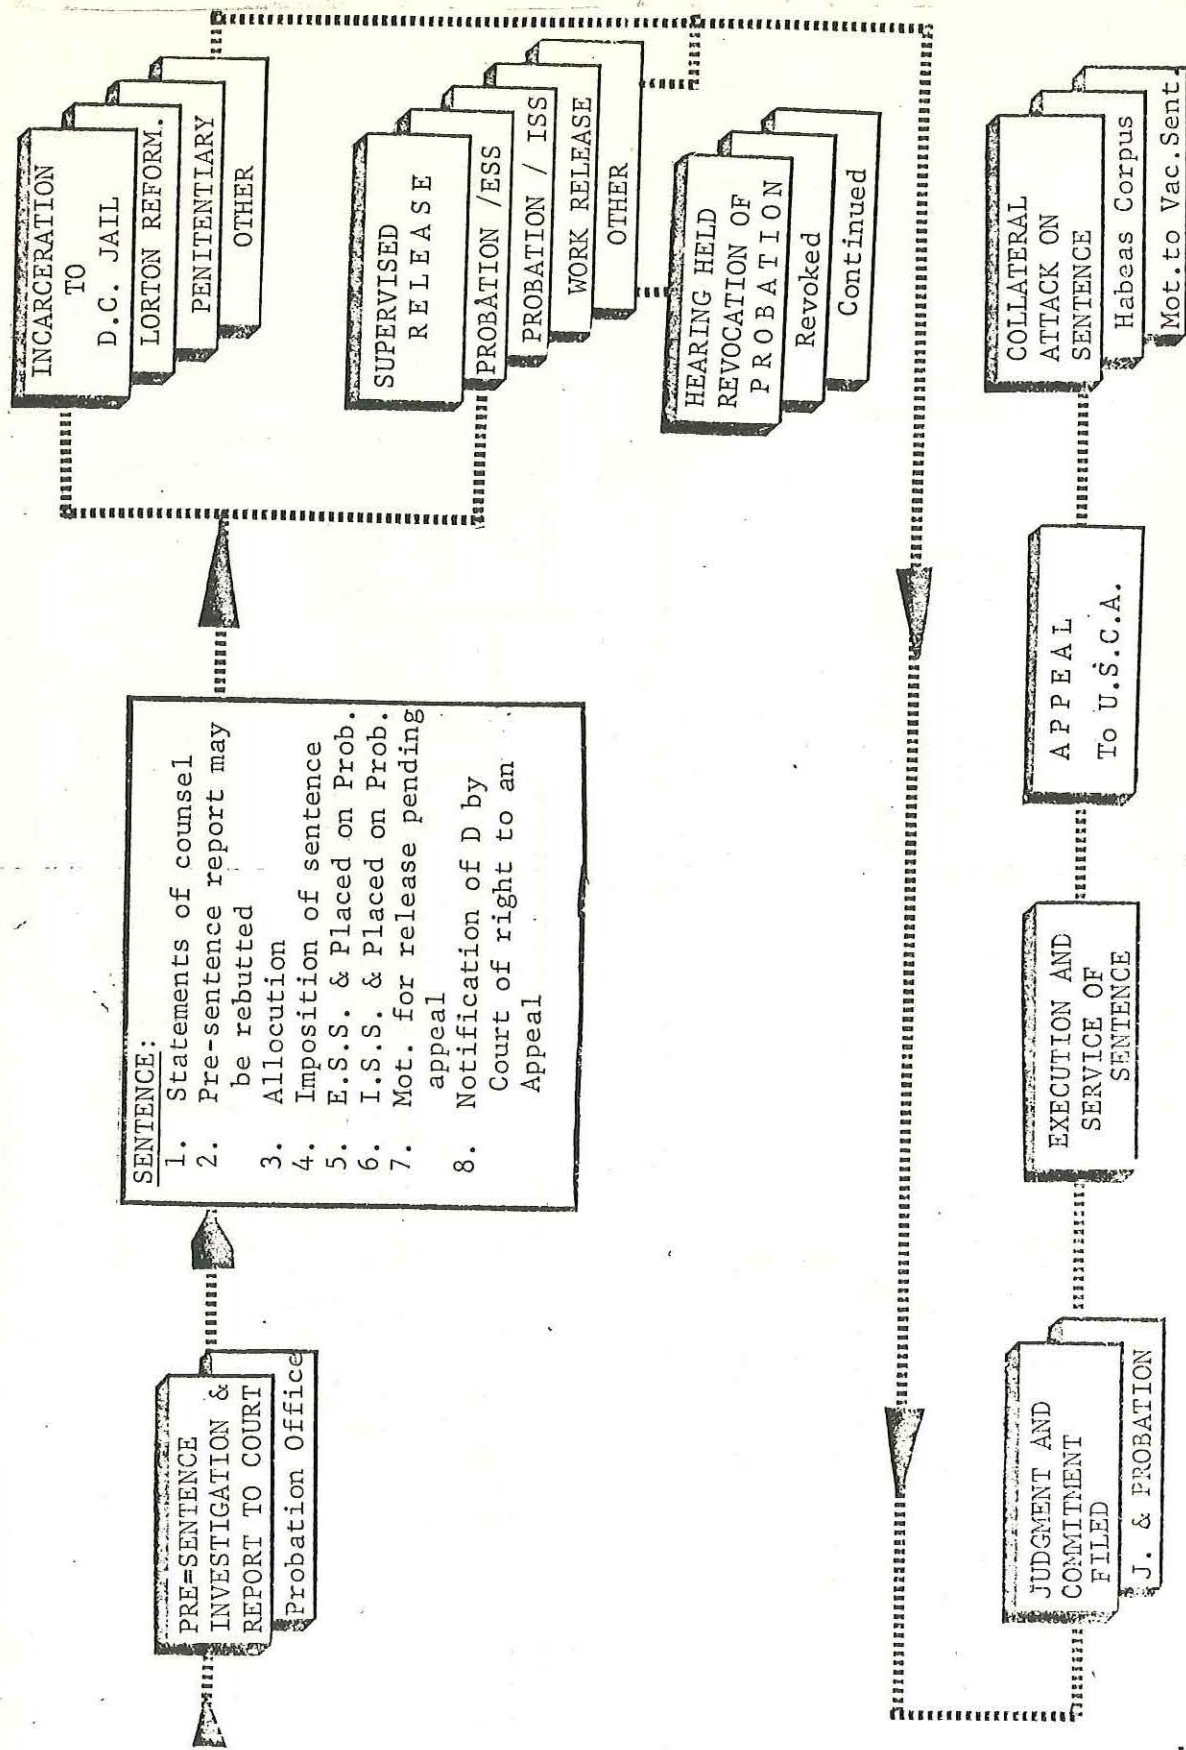 PRE=SENTENCE
INVESTIGATION &
REPORT TO COURT
Probation Office
SENTENCE:
1. Statements of counsel
2. Pre-sentence report may
be rebutted
3. Allocution
4. Imposition of sentence
5. E.S.S. & Placed on Prob.
6. I.S.S. & Placed on Prob.
7. Mot. for release pending
appeal
8. Notification of D by
Court of right to an
Appeal
INCARCERATION
TO
D.C. JAIL
LORTON REFORM.
PENITENTIARY
OTHER
SUPERVISED
RELEASE
PROBATION /ESS
PROBATION / ISS
WORK RELEASE
OTHER
HEARING HELD
REVOCATION OF
PROBATION
Revoked
Continued
JUDGMENT AND
COMMITMENT
FILED
J. & PROBATION
EXECUTION AND
SERVICE OF
SENTENCE
APPEAL
To U.S.C.A.
COLLATERAL
ATTACK ON
SENTENCE
Habeas Corpus
Mot.to Vac.Sent.